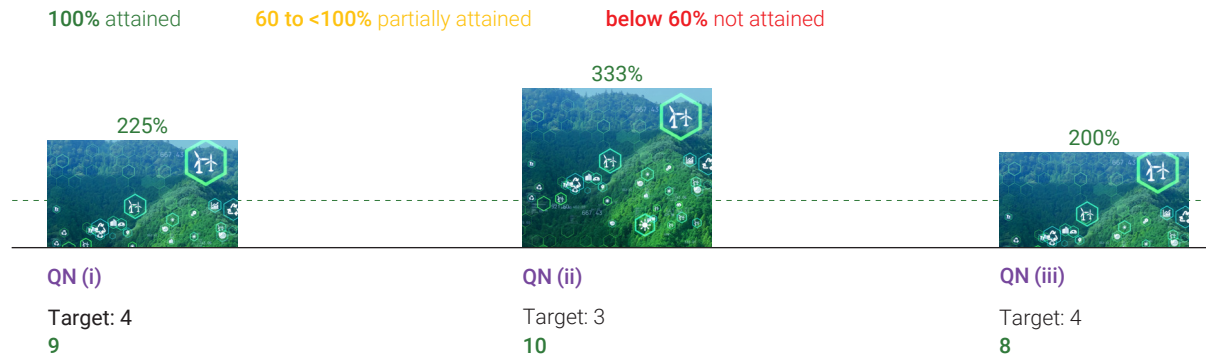 100% attained
60 to <100% partially attained
below 60% not attained
225%
333%
200%
QN (i)
Target: 4
9
QN (ii)
Target: 3
10
QN (iii)
Target: 4
8